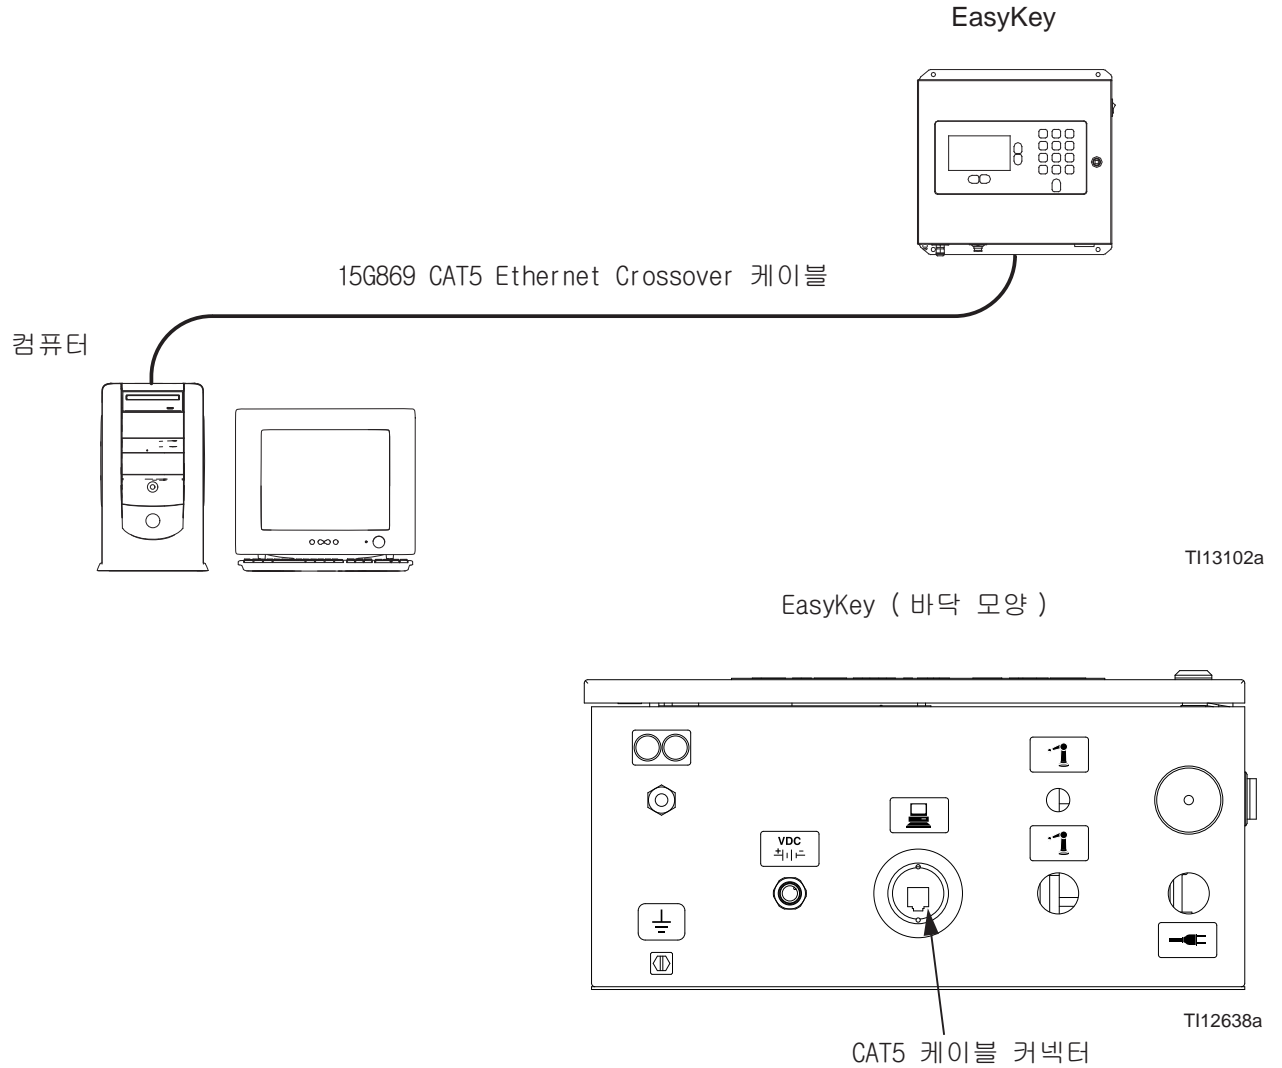 EasyKey
15G869 CAT5 Ethernet Crossover 케이블
컴퓨터
TI13102a
EasyKey ( 바닥 모양 )
VDC
TI12638a
CAT5 케이블 커넥터